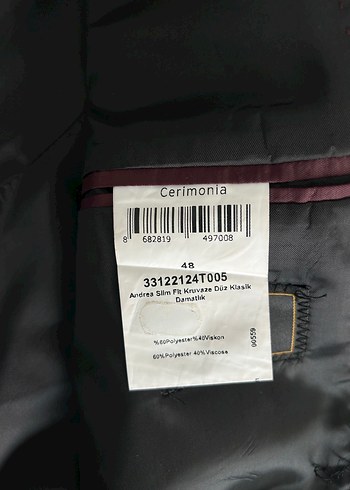 Cerimonia
8 682819 497008
48
33122124T005
Andrea Slim Fit Kruvaze Düz Klasik
Damatlık
%60Polyester%40Viskon
60%Polyester 40%Viscose
00559